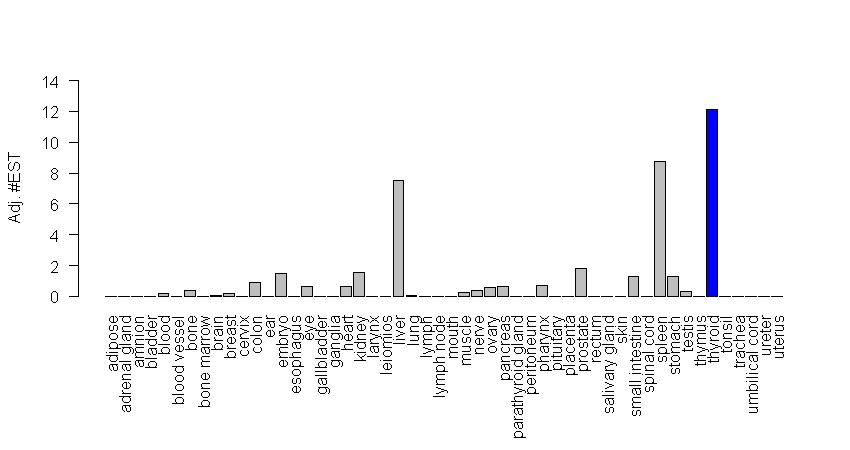 Adj. #EST
14
12
10
8
6
4
2
0
adipose
adrenal gland
amnion
bladder
blood
blood vessel
bone
bone marrow
brain
breast
cervix
colon
ear
embryo
esophagus
eye
gallbladder
ganglia
heart
kidney
larynx
leiomios
liver
lung
lymph
lymph node
mouth
muscle
nerve
ovary
pancreas
parathyroid gland
peritoneum
pharynx
pituitary
placenta
prostate
rectum
salivary gland
skin
small intestine
spinal cord
spleen
stomach
testis
thymus
thyroid
tonsil
trachea
umbilical cord
ureter
uterus